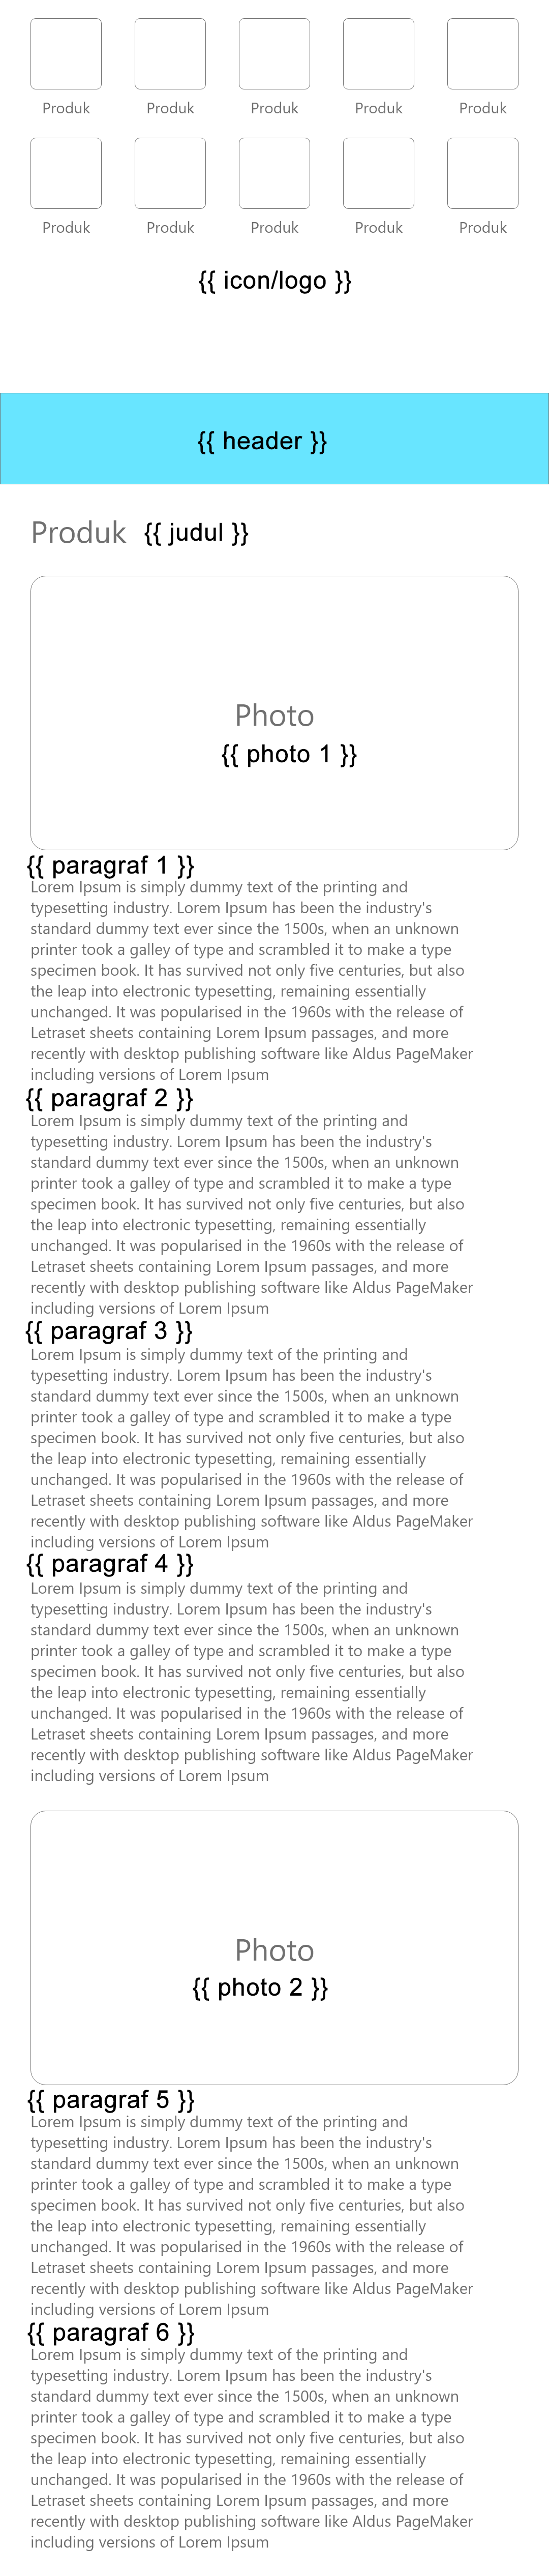 Produk Produk Produk Produk Produk
Produk Produk Produk Produk Produk
{{ icon/logo }}
{{ header }}
Produk {{ judul }}
Photo
{{ photo 1 }}
{{ paragraf 1 }}
Lorem Ipsum is simply dummy text of the printing and
typesetting industry. Lorem Ipsum has been the industry's
standard dummy text ever since the 1500s, when an unknown
printer took a galley of type and scrambled it to make a type
specimen book. It has survived not only five centuries, but also
the leap into electronic typesetting, remaining essentially
unchanged. It was popularised in the 1960s with the release of
Letraset sheets containing Lorem Ipsum passages, and more
recently with desktop publishing software like Aldus PageMaker
including versions of Lorem Ipsum
{{ paragraf 2 }}
Lorem Ipsum is simply dummy text of the printing and
typesetting industry. Lorem Ipsum has been the industry's
standard dummy text ever since the 1500s, when an unknown
printer took a galley of type and scrambled it to make a type
specimen book. It has survived not only five centuries, but also
the leap into electronic typesetting, remaining essentially
unchanged. It was popularised in the 1960s with the release of
Letraset sheets containing Lorem Ipsum passages, and more
recently with desktop publishing software like Aldus PageMaker
including versions of Lorem Ipsum
{{ paragraf 3 }}
Lorem Ipsum is simply dummy text of the printing and
typesetting industry. Lorem Ipsum has been the industry's
standard dummy text ever since the 1500s, when an unknown
printer took a galley of type and scrambled it to make a type
specimen book. It has survived not only five centuries, but also
the leap into electronic typesetting, remaining essentially
unchanged. It was popularised in the 1960s with the release of
Letraset sheets containing Lorem Ipsum passages, and more
recently with desktop publishing software like Aldus PageMaker
including versions of Lorem Ipsum
{{ paragraf 4 }}
Lorem Ipsum is simply dummy text of the printing and
typesetting industry. Lorem Ipsum has been the industry's
standard dummy text ever since the 1500s, when an unknown
printer took a galley of type and scrambled it to make a type
specimen book. It has survived not only five centuries, but also
the leap into electronic typesetting, remaining essentially
unchanged. It was popularised in the 1960s with the release of
Letraset sheets containing Lorem Ipsum passages, and more
recently with desktop publishing software like Aldus PageMaker
including versions of Lorem Ipsum
Photo
{{ photo 2 }}
{{ paragraf 5 }}
Lorem Ipsum is simply dummy text of the printing and
typesetting industry. Lorem Ipsum has been the industry's
standard dummy text ever since the 1500s, when an unknown
printer took a galley of type and scrambled it to make a type
specimen book. It has survived not only five centuries, but also
the leap into electronic typesetting, remaining essentially
unchanged. It was popularised in the 1960s with the release of
Letraset sheets containing Lorem Ipsum passages, and more
recently with desktop publishing software like Aldus PageMaker
including versions of Lorem Ipsum
{{ paragraf 6 }}
Lorem Ipsum is simply dummy text of the printing and
typesetting industry. Lorem Ipsum has been the industry's
standard dummy text ever since the 1500s, when an unknown
printer took a galley of type and scrambled it to make a type
specimen book. It has survived not only five centuries, but also
the leap into electronic typesetting, remaining essentially
unchanged. It was popularised in the 1960s with the release of
Letraset sheets containing Lorem Ipsum passages, and more
recently with desktop publishing software like Aldus PageMaker
including versions of Lorem Ipsum